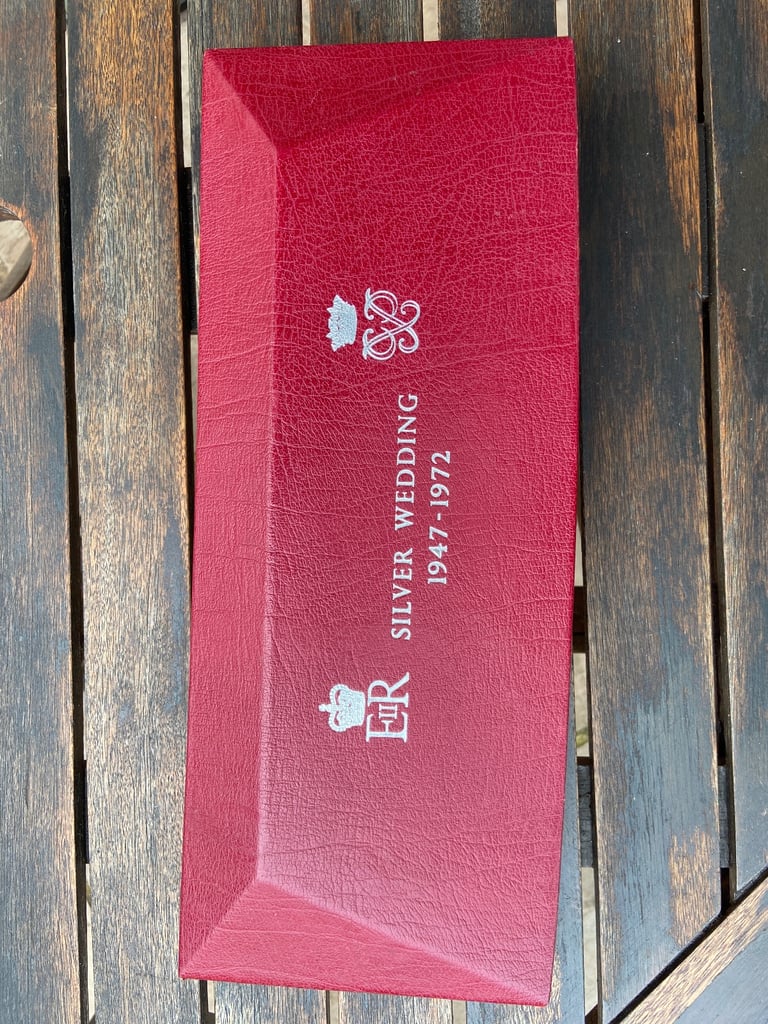 EIIR
SILVER WEDDING
1947-1972